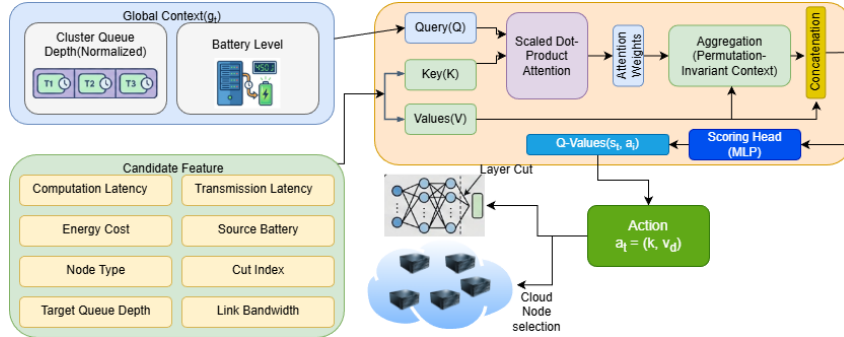 Global Context(gₜ)
Cluster Queue
Depth(Normalized)
T1
T2
T3
Battery Level
Query(Q)
Key(K)
Values(V)
Scaled Dot-
Product
Attention
Attention
Weights
Aggregation
(Permutation-
Invariant Context)
Concatenation
Scoring Head
(MLP)
Q-Values(sₜ, aₜ)
Candidate Feature
Computation Latency
Transmission Latency
Energy Cost
Source Battery
Node Type
Cut Index
Target Queue Depth
Link Bandwidth
Layer Cut
Action
aₜ = (k, v_d)
Cloud
Node
selection